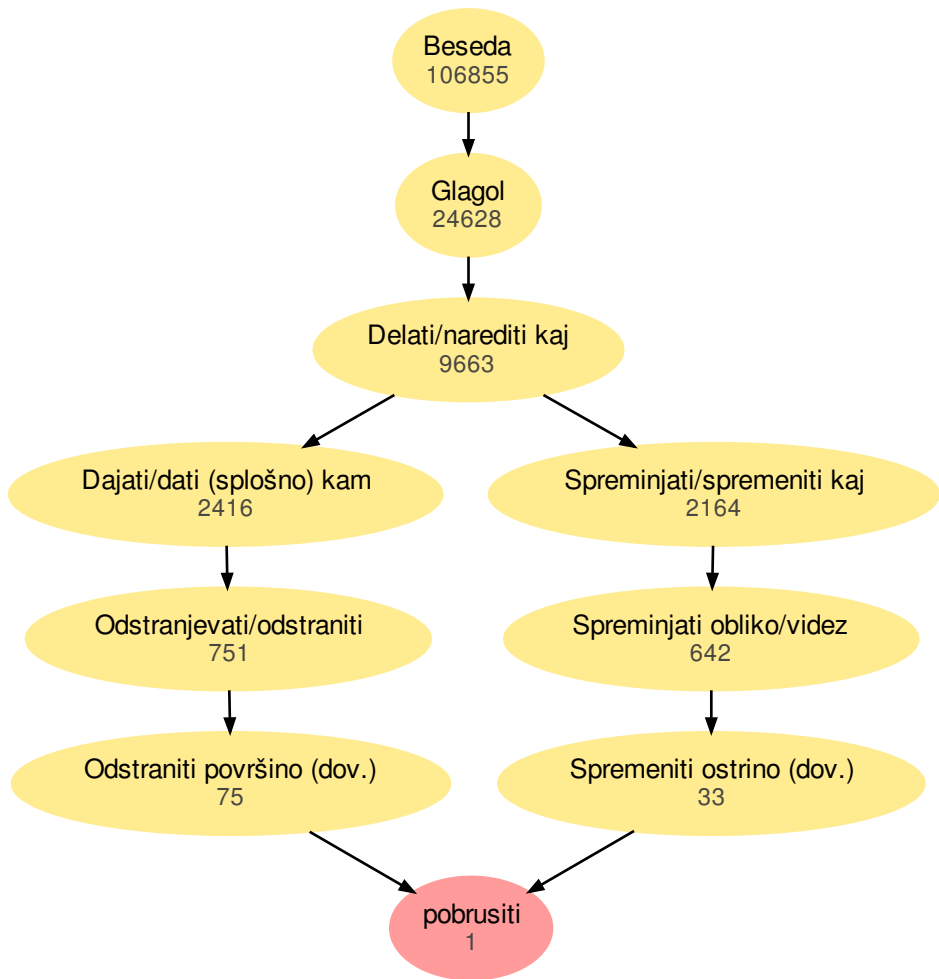 Beseda
106855
Glagol
24628
Delati/narediti kaj
9663
Dajati/dati (splošno) kam
2416
Spreminjati/spremeniti kaj
2164
Odstranjevati/odstraniti
751
Spreminjati obliko/videz
642
Odstraniti površino (dov.)
75
Spremeniti ostrino (dov.)
33
pobrusiti
1